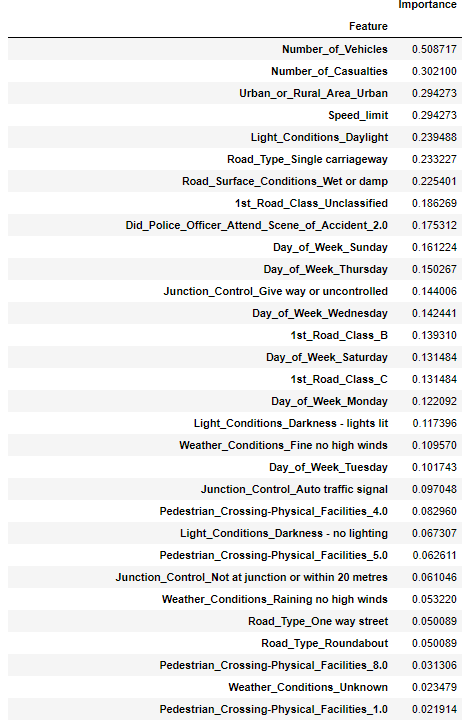 Importance
Feature
Number_of_Vehicles 0.508717
Number_of_Casualties 0.302100
Urban_or_Rural_Area_Urban 0.294273
Speed_limit 0.294273
Light_Conditions_Daylight 0.239488
Road_Type_Single carriageway 0.233227
Road_Surface_Conditions_Wet or damp 0.225401
1st_Road_Class_Unclassified 0.186269
Did_Police_Officer_Attend_Scene_of_Accident_2.0 0.175312
Day_of_Week_Sunday 0.161224
Day_of_Week_Thursday 0.150267
Junction_Control_Give way or uncontrolled 0.144006
Day_of_Week_Wednesday 0.142441
1st_Road_Class_B 0.139310
Day_of_Week_Saturday 0.131484
1st_Road_Class_C 0.131484
Day_of_Week_Monday 0.122092
Light_Conditions_Darkness - lights lit 0.117396
Weather_Conditions_Fine no high winds 0.109570
Day_of_Week_Tuesday 0.101743
Junction_Control_Auto traffic signal 0.097048
Pedestrian_Crossing-Physical_Facilities_4.0 0.082960
Light_Conditions_Darkness - no lighting 0.067307
Pedestrian_Crossing-Physical_Facilities_5.0 0.062611
Junction_Control_Not at junction or within 20 metres 0.061046
Weather_Conditions_Raining no high winds 0.053220
Road_Type_One way street 0.050089
Road_Type_Roundabout 0.050089
Pedestrian_Crossing-Physical_Facilities_8.0 0.031306
Weather_Conditions_Unknown 0.023479
Pedestrian_Crossing-Physical_Facilities_1.0 0.021914